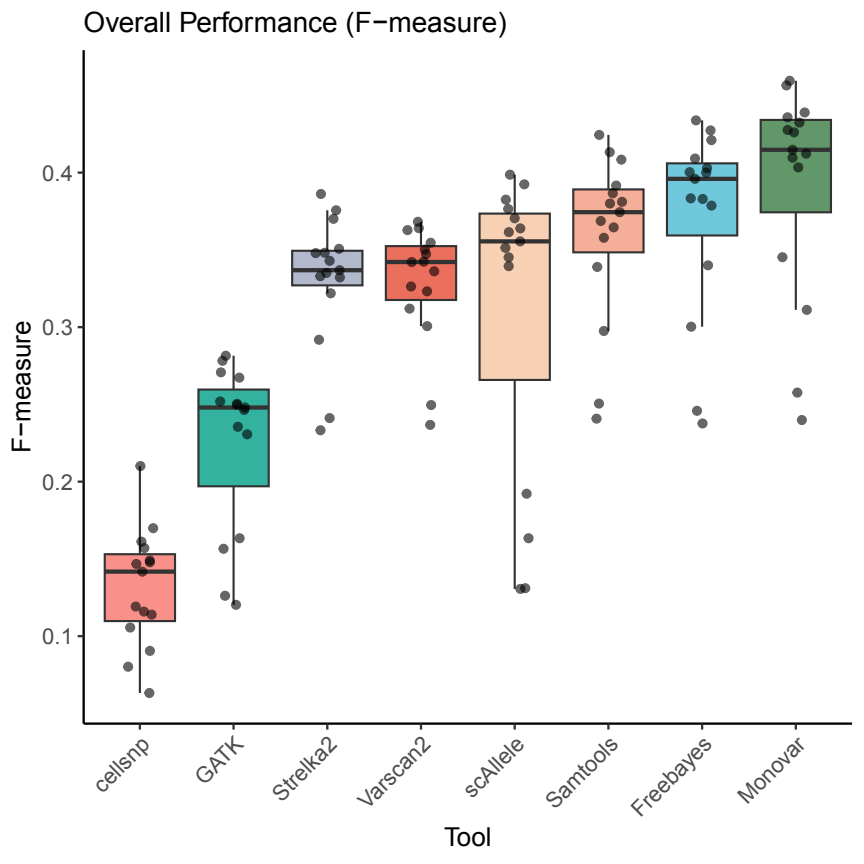 Overall Performance (F−measure)
F−measure
0.4
0.3
0.2
0.1
cellsnp
GATK
Strelka2
Varscan2
scAllele
Samtools
Freebayes
Monovar
Tool